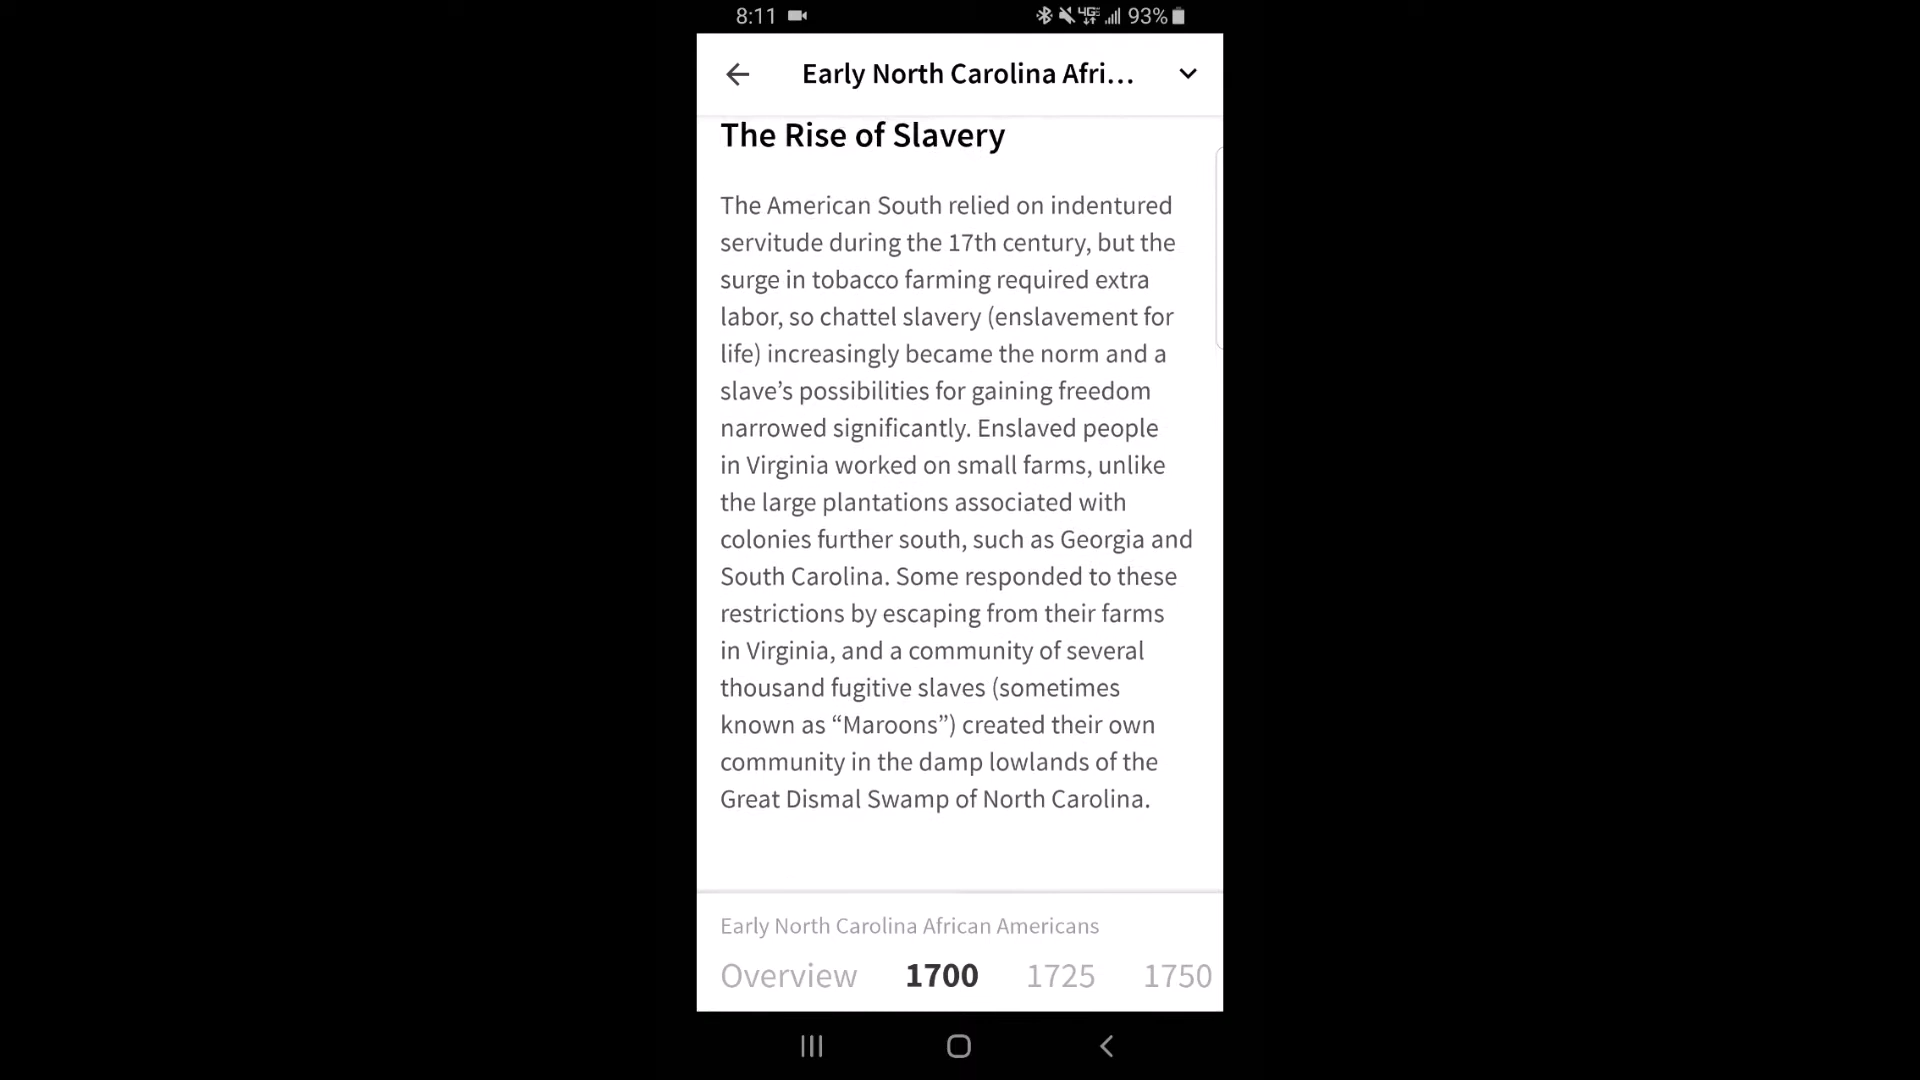 8:11
4GE
93%
Early North Carolina Afri...
The Rise of Slavery
The American South relied on indentured
servitude during the 17th century, but the
surge in tobacco farming required extra
labor, so chattel slavery (enslavement for
life) increasingly became the norm and a
slave’s possibilities for gaining freedom
narrowed significantly. Enslaved people
in Virginia worked on small farms, unlike
the large plantations associated with
colonies further south, such as Georgia and
South Carolina. Some responded to these
restrictions by escaping from their farms
in Virginia, and a community of several
thousand fugitive slaves (sometimes
known as “Maroons”) created their own
community in the damp lowlands of the
Great Dismal Swamp of North Carolina.
Early North Carolina African Americans
Overview 1700 1725 1750